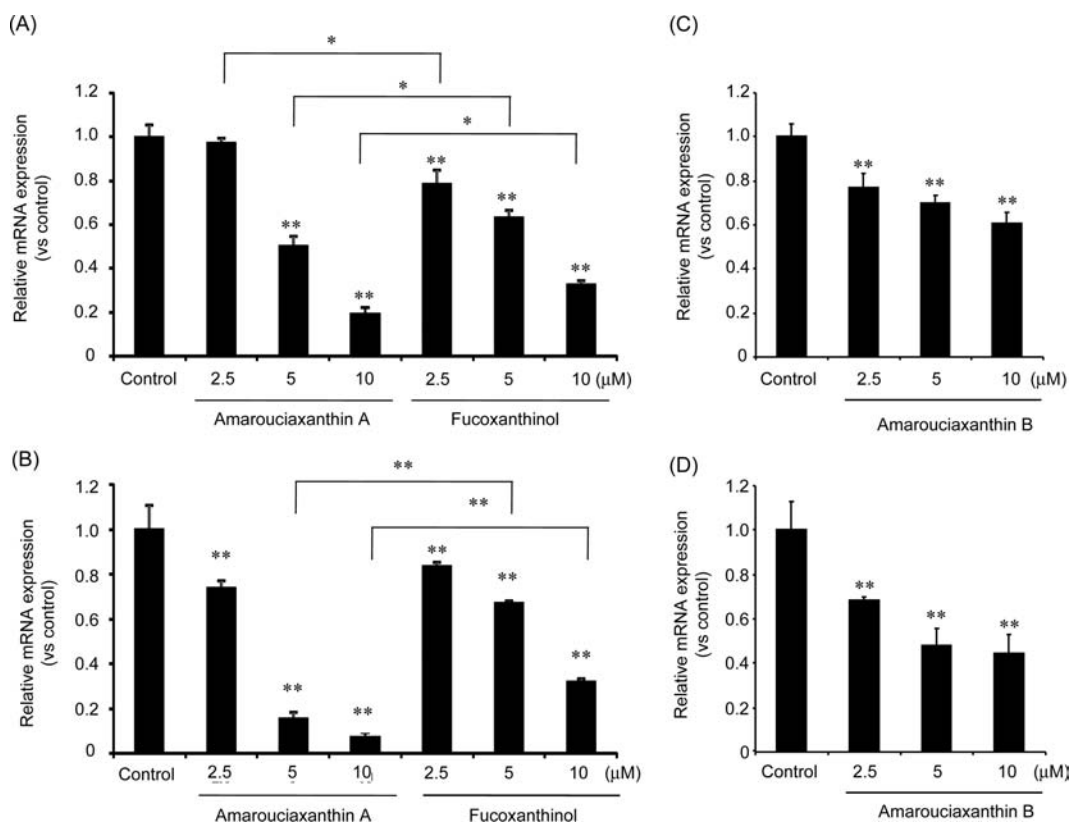 (A)
Relative mRNA expression
(vs control)
1.2
1.0
0.8
0.6
0.4
0.2
0
*
*
*
**
**
**
**
**
Control 2.5 5 10 2.5 5 10 (μM)
Amarouciaxanthin A Fucoxanthinol
(C)
Relative mRNA expression
(vs control)
1.2
1.0
0.8
0.6
0.4
0.2
0
** ** **
Control 2.5 5 10 (μM)
Amarouciaxanthin B
(B)
Relative mRNA expression
(vs control)
1.2
1.0
0.8
0.6
0.4
0.2
0
**
**
**
**
**
**
**
**
Control 2.5 5 10 2.5 5 10 (μM)
Amarouciaxanthin A Fucoxanthinol
(D)
Relative mRNA expression
(vs control)
1.2
1.0
0.8
0.6
0.4
0.2
0
** ** **
Control 2.5 5 10 (μM)
Amarouciaxanthin B